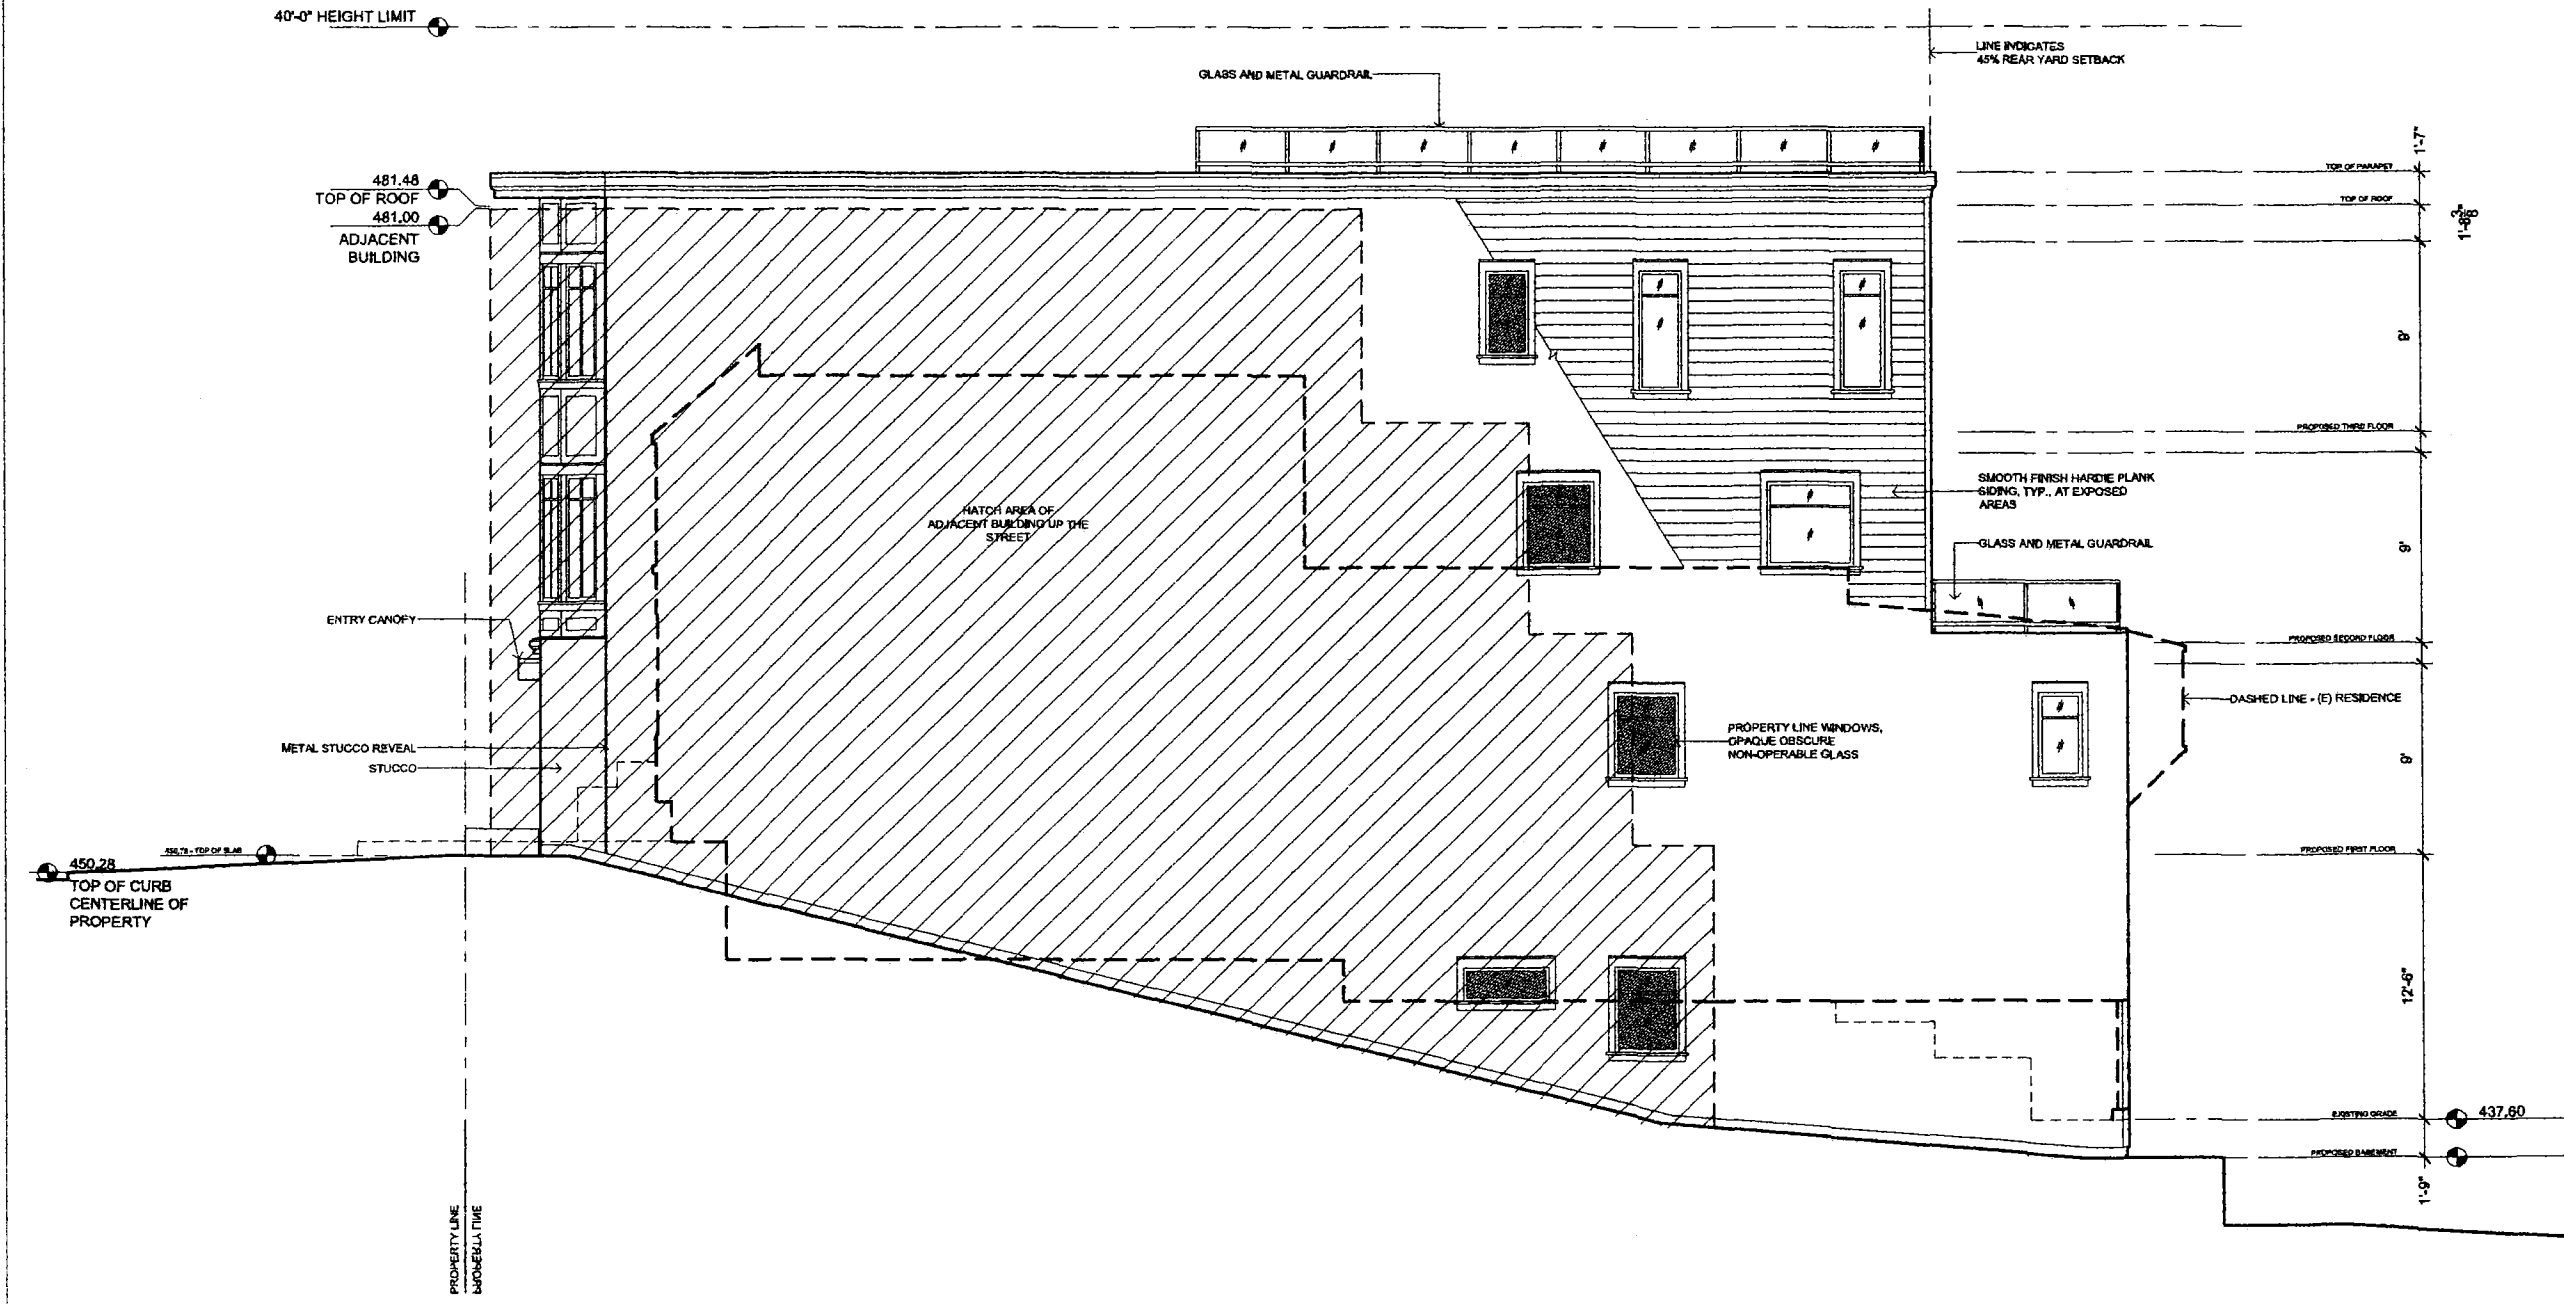 40'-0" HEIGHT LIMIT
LINE INDICATES
45% REAR YARD SETBACK
GLASS AND METAL GUARDRAIL
1'-7"
TOP OF PARAPET
481.48
TOP OF ROOF
TOP OF ROOF
481.00
ADJACENT
BUILDING
9'
PROPOSED THIRD FLOOR
SMOOTH FINISH HARDIE PLANK
SIDING, TYP., AT EXPOSED
AREAS
HATCH AREA OF
ADJACENT BUILDING UP THE
STREET
GLASS AND METAL GUARDRAIL
9'
ENTRY CANOPY
PROPOSED SECOND FLOOR
DASHED LINE - (E) RESIDENCE
PROPERTY LINE WINDOWS,
OPAQUE OBSCURE
NON-OPERABLE GLASS
METAL STUCCO REVEAL
STUCCO
9'
450.78 - TOP OF SLAB
PROPOSED FIRST FLOOR
450.28
TOP OF CURB
CENTERLINE OF
PROPERTY
12'-6"
EXISTING GRADE
437.60
PROPOSED BASEMENT
1'-9"
PROPERTY LINE
PROPERTY LINE